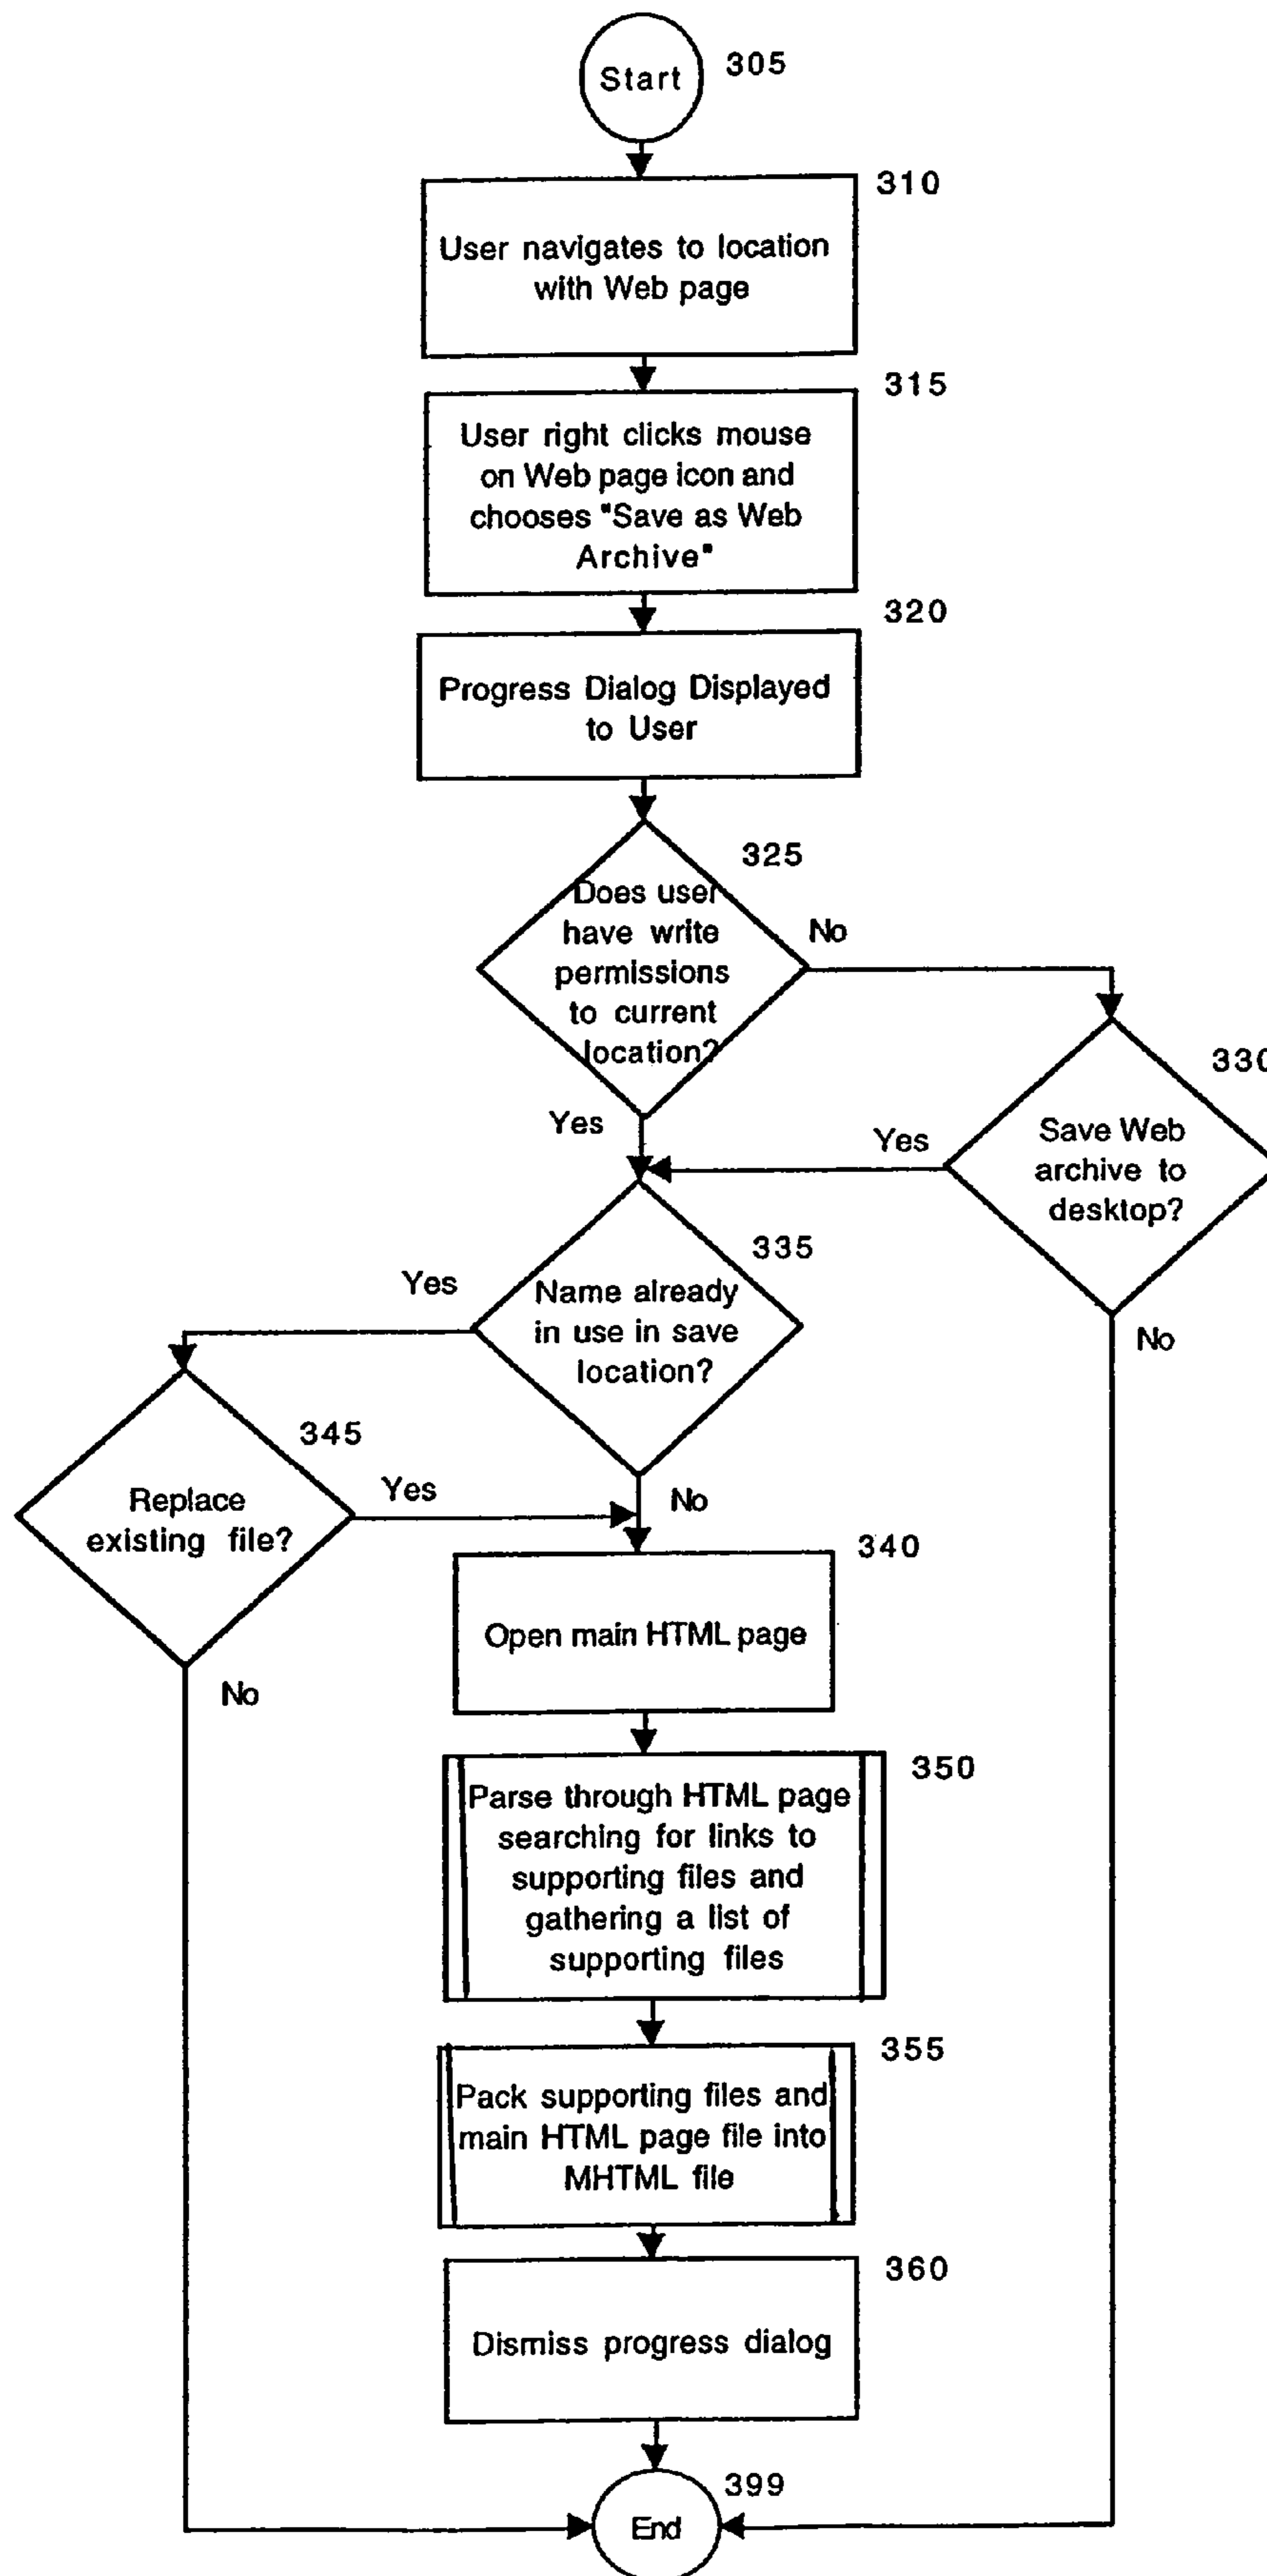 Start
305
310
User navigates to location
with Web page
315
User right clicks mouse
on Web page icon and
chooses "Save as Web
Archive"
320
Progress Dialog Displayed
to User
325
Does user
have write
permissions
to current
location?
No
Yes
330
Save Web
archive to
desktop?
Yes
No
335
Name already
in use in save
location?
Yes
No
345
Replace
existing file?
Yes
No
340
Open main HTML page
350
Parse through HTML page
searching for links to
supporting files and
gathering a list of
supporting files
355
Pack supporting files and
main HTML page file into
MHTML file
360
Dismiss progress dialog
399
End